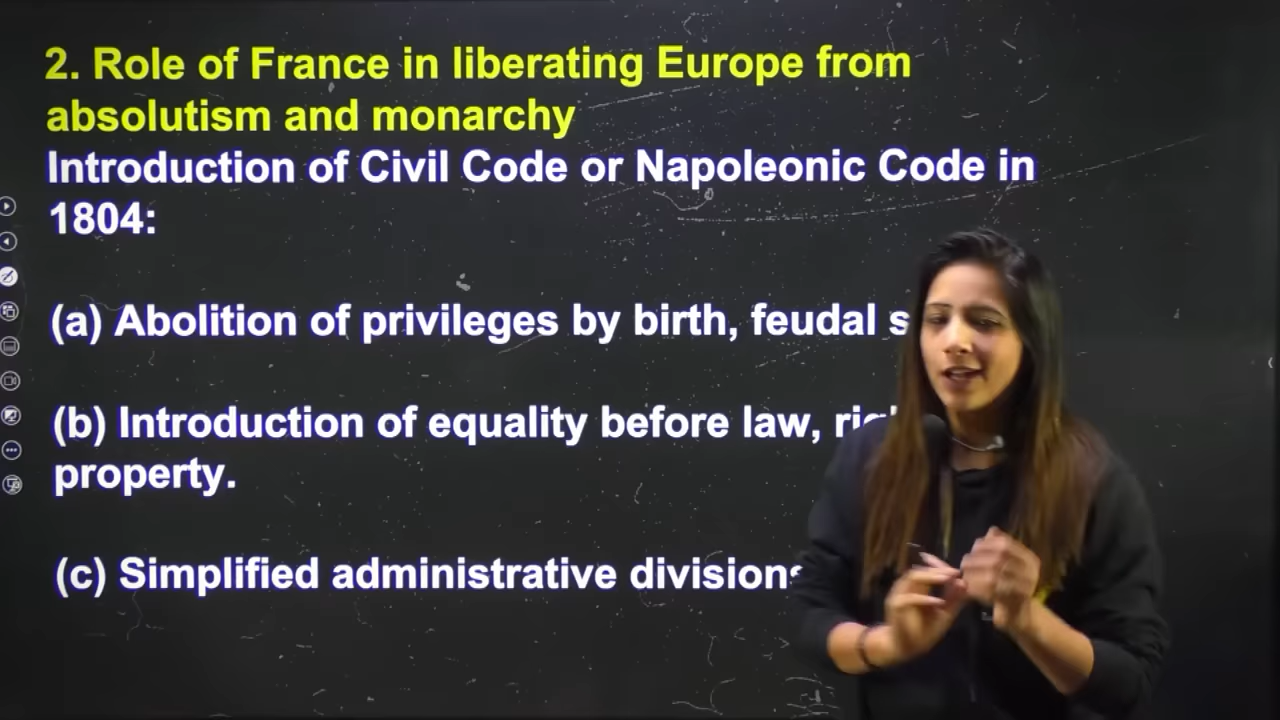 2. Role of France in liberating Europe from
absolutism and monarchy
Introduction of Civil Code or Napoleonic Code in
1804:
(a) Abolition of privileges by birth, feudal
(b) Introduction of equality before law,
property.
(c) Simplified administrative divisions